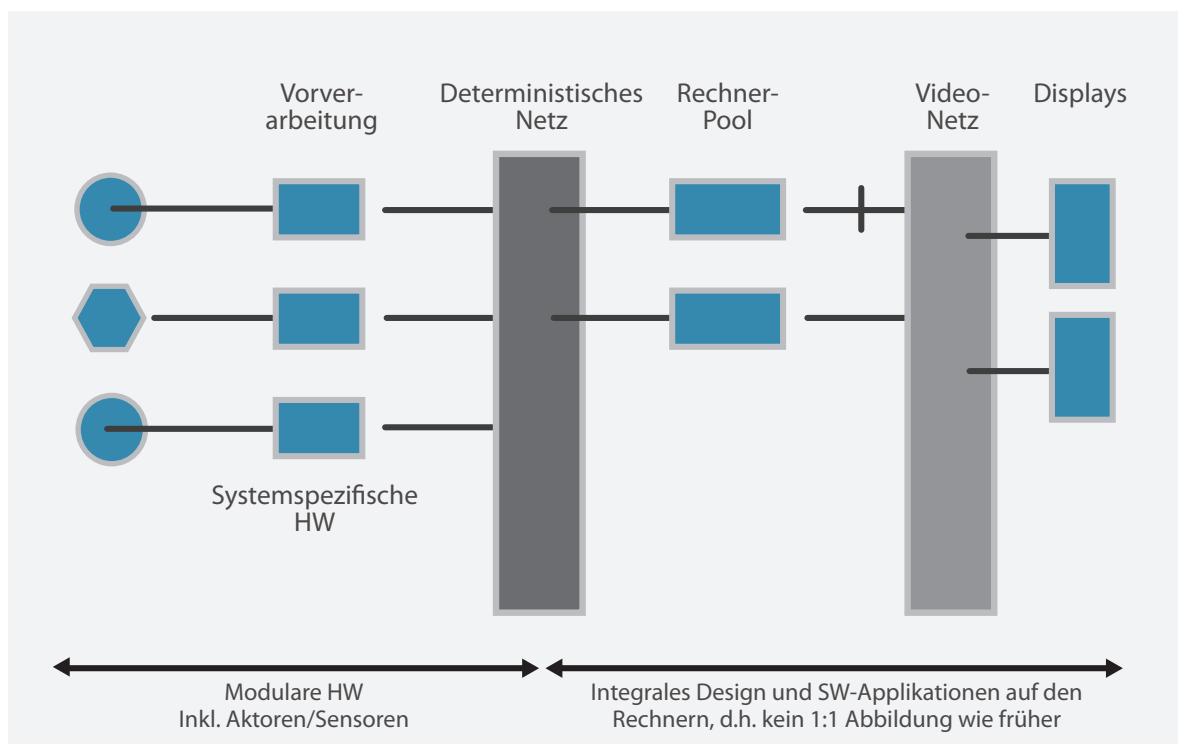 Vorver-
arbeitung
Deterministisches
Netz
Rechner-
Pool
Video-
Netz
Displays
Systemspezifische
HW
Modulare HW
Inkl. Aktoren/Sensoren
Integrales Design und SW-Applikationen auf den
Rechnern, d.h. kein 1:1 Abbildung wie früher